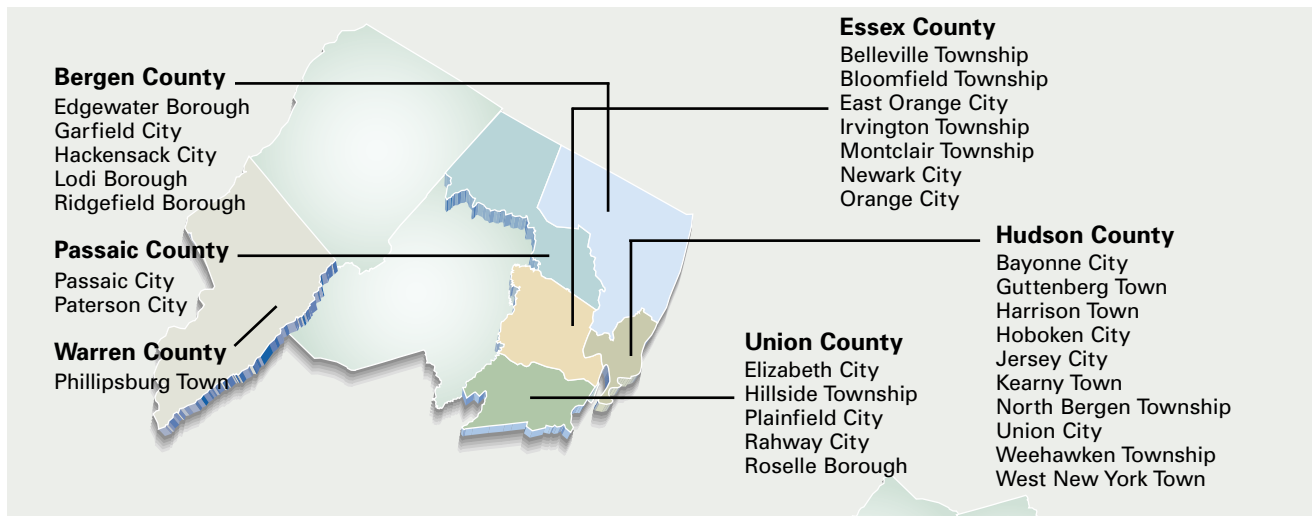 Bergen County
Edgewater Borough
Garfield City
Hackensack City
Lodi Borough
Ridgefield Borough
Passaic County
Passaic City
Paterson City
Warren County
Phillipsburg Town
Essex County
Belleville Township
Bloomfield Township
East Orange City
Irvington Township
Montclair Township
Newark City
Orange City
Hudson County
Bayonne City
Guttenberg Town
Harrison Town
Hoboken City
Jersey City
Kearny Town
North Bergen Township
Union City
Weehawken Township
West New York Town
Union County
Elizabeth City
Hillside Township
Plainfield City
Rahway City
Roselle Borough